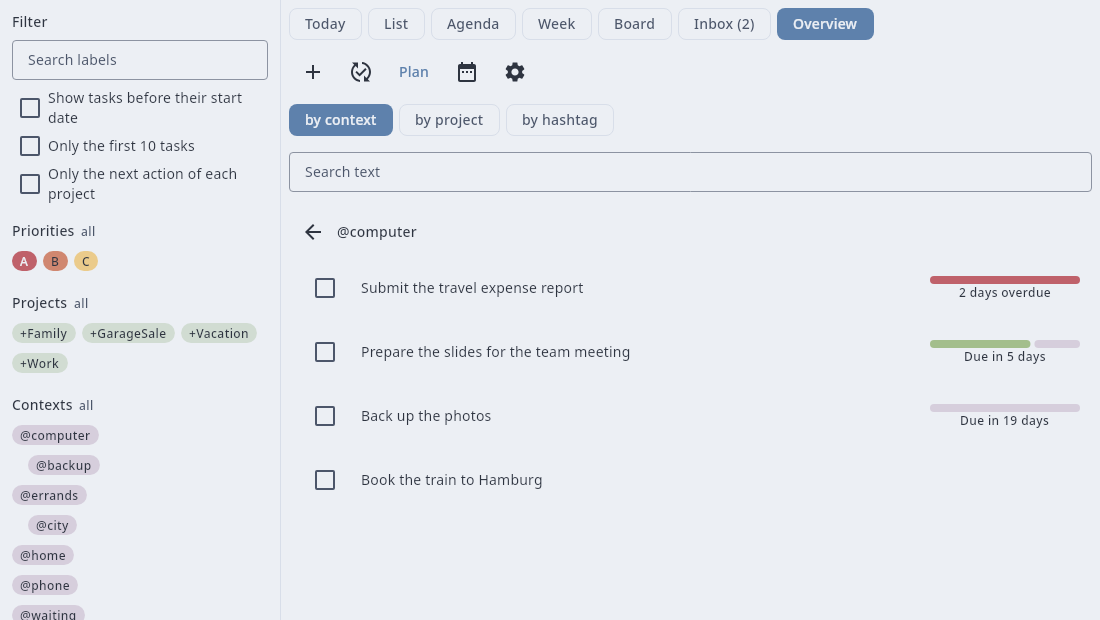 Filter
Search labels
Show tasks before their start
date
Only the first 10 tasks
Only the next action of each
project
Priorities all
A B C
Projects all
+Family +GarageSale +Vacation
+Work
Contexts all
@computer
@backup
@errands
@city
@home
@phone
@waiting
Today List Agenda Week Board Inbox (2) Overview
Plan
by context by project by hashtag
Search text
@computer
Submit the travel expense report
2 days overdue
Prepare the slides for the team meeting
Due in 5 days
Back up the photos
Due in 19 days
Book the train to Hamburg